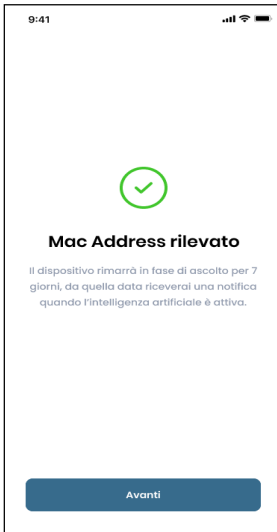 9:41
Mac Address rilevato
Il dispositivo rimarrà in fase di ascolto per 7
giorni, da quella data riceverai una notifica
quando l'intelligenza artificiale è attiva.
Avanti